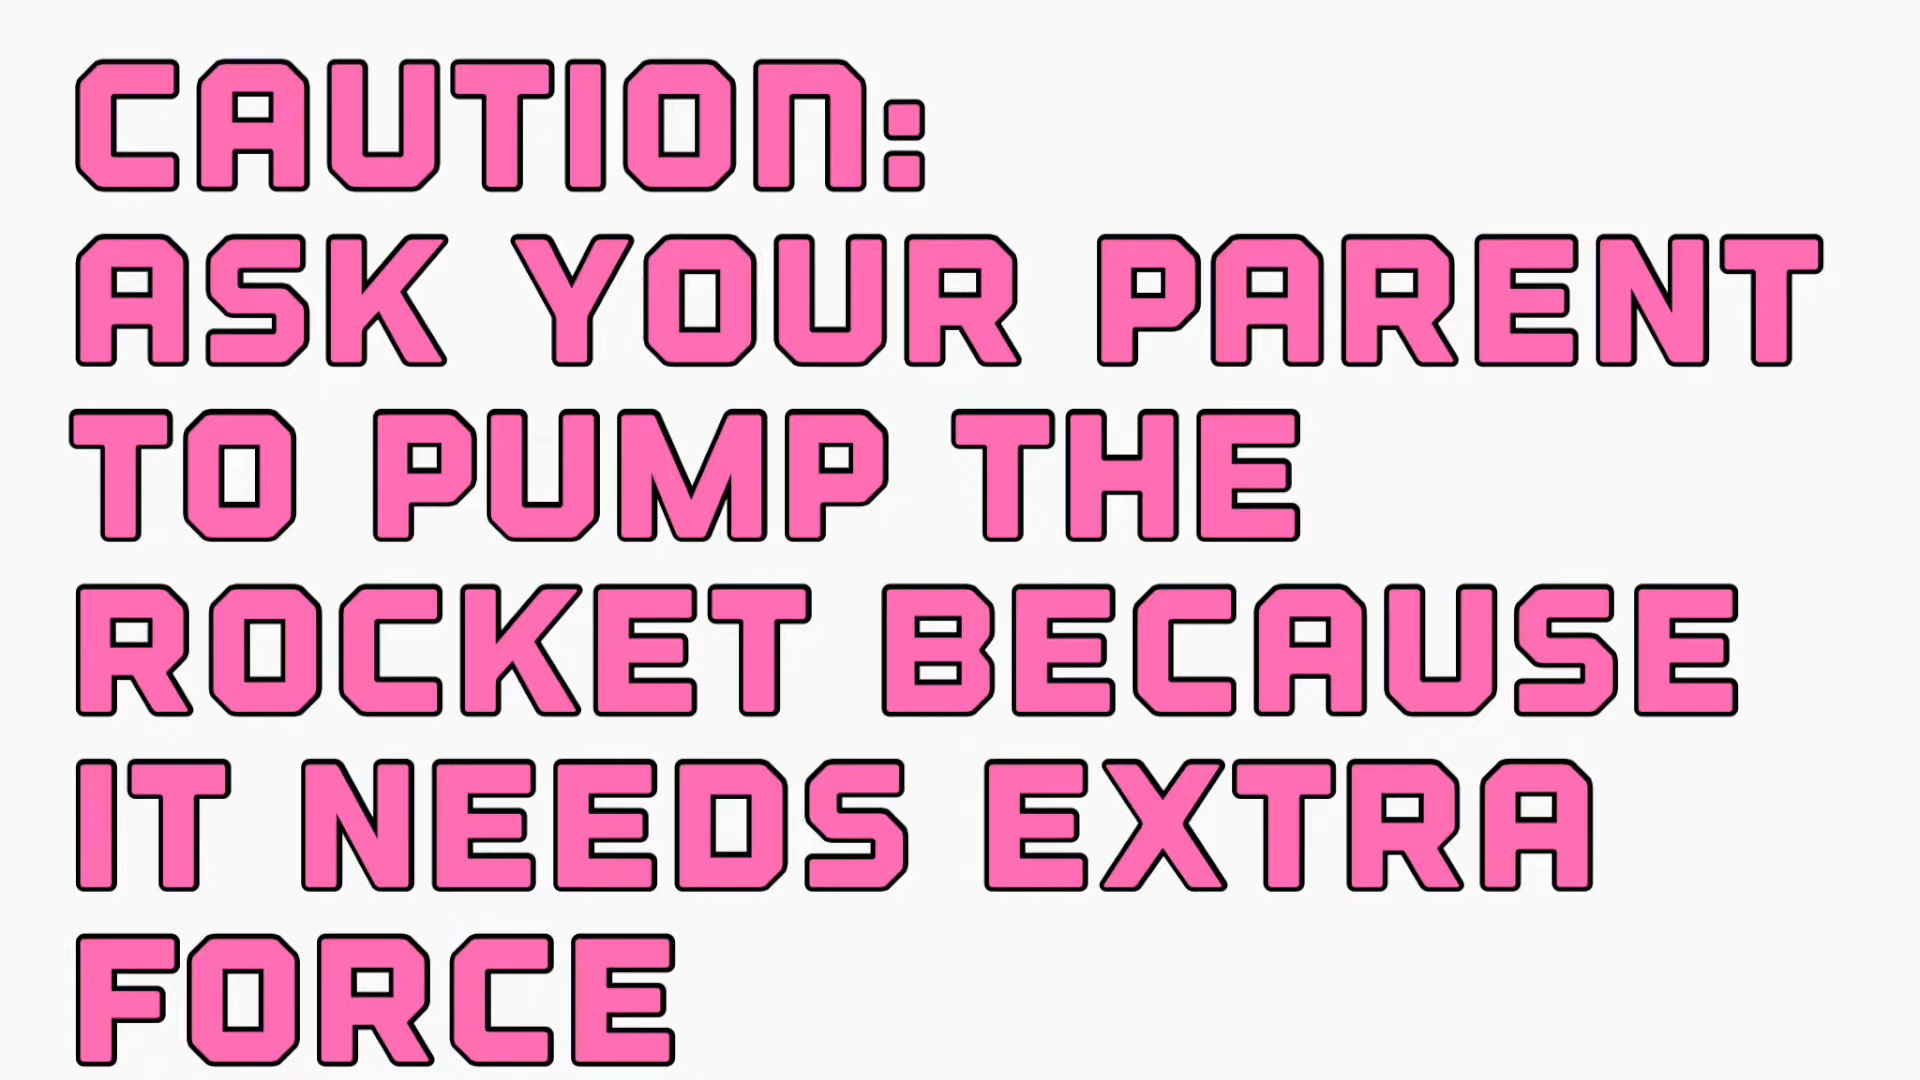 CAUTION:
ASK YOUR PARENT
TO PUMP THE
ROCKET BECAUSE
IT NEEDS EXTRA
FORCE